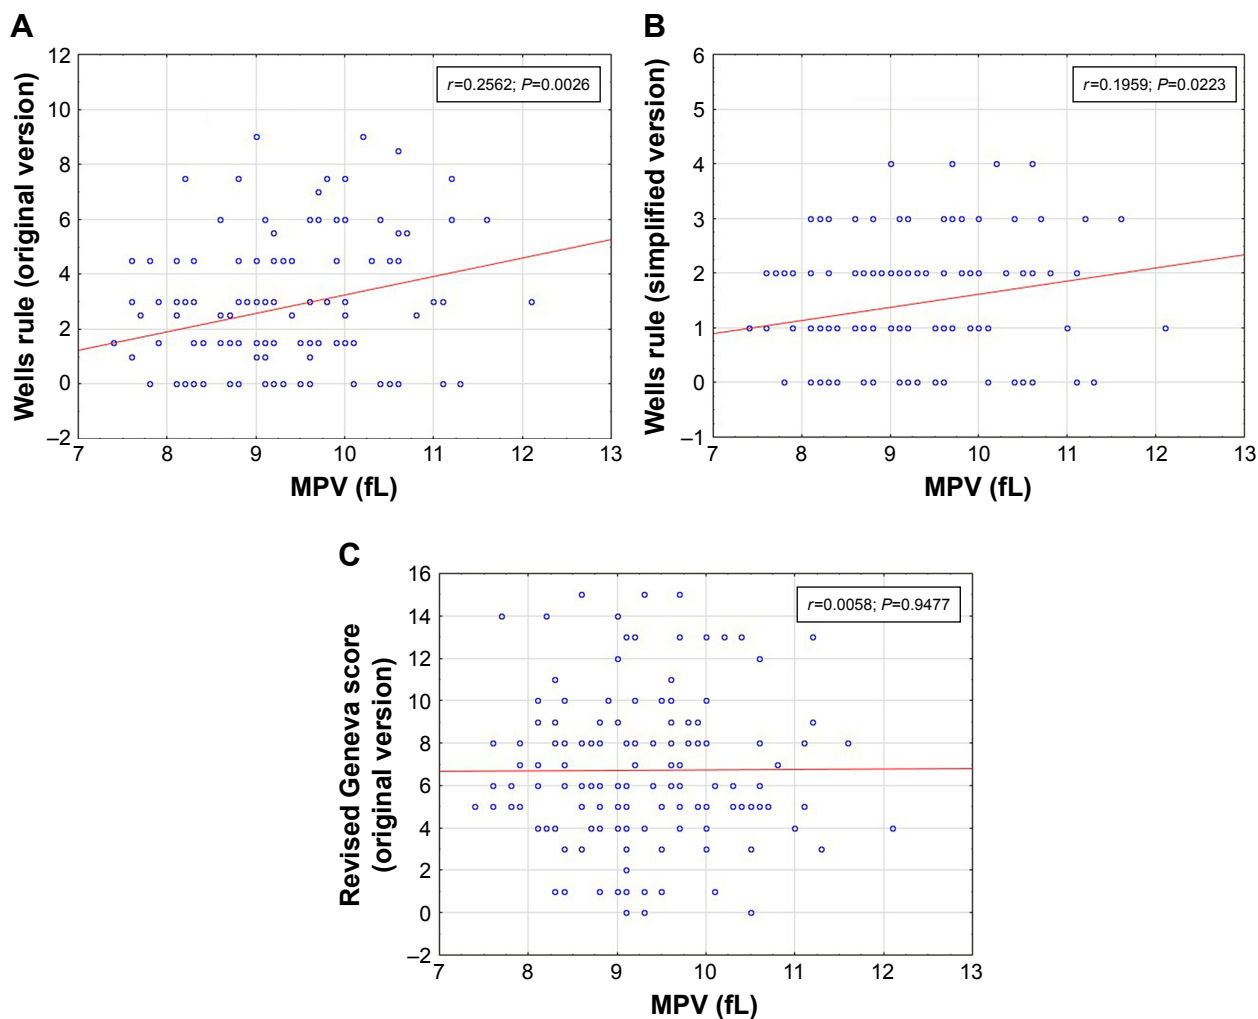 A
Wells rule (original version)
12
10
8
6
4
2
0
–2
r=0.2562; P=0.0026
7 8 9 10 11 12 13
MPV (fL)
B
Wells rule (simplified version)
6
5
4
3
2
1
0
–1
r=0.1959; P=0.0223
7 8 9 10 11 12 13
MPV (fL)
C
Revised Geneva score
(original version)
16
14
12
10
8
6
4
2
0
–2
r=0.0058; P=0.9477
7 8 9 10 11 12 13
MPV (fL)